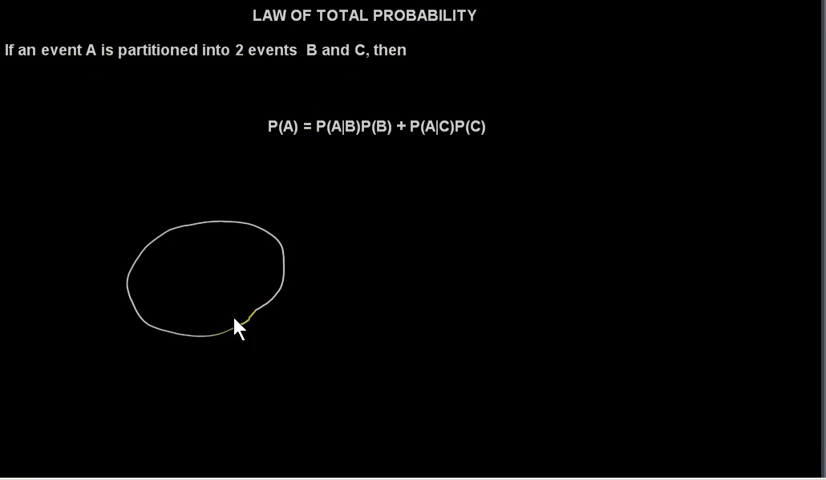 LAW OF TOTAL PROBABILITY
If an event A is partitioned into 2 events B and C, then
P(A) = P(A|B)P(B) + P(A|C)P(C)